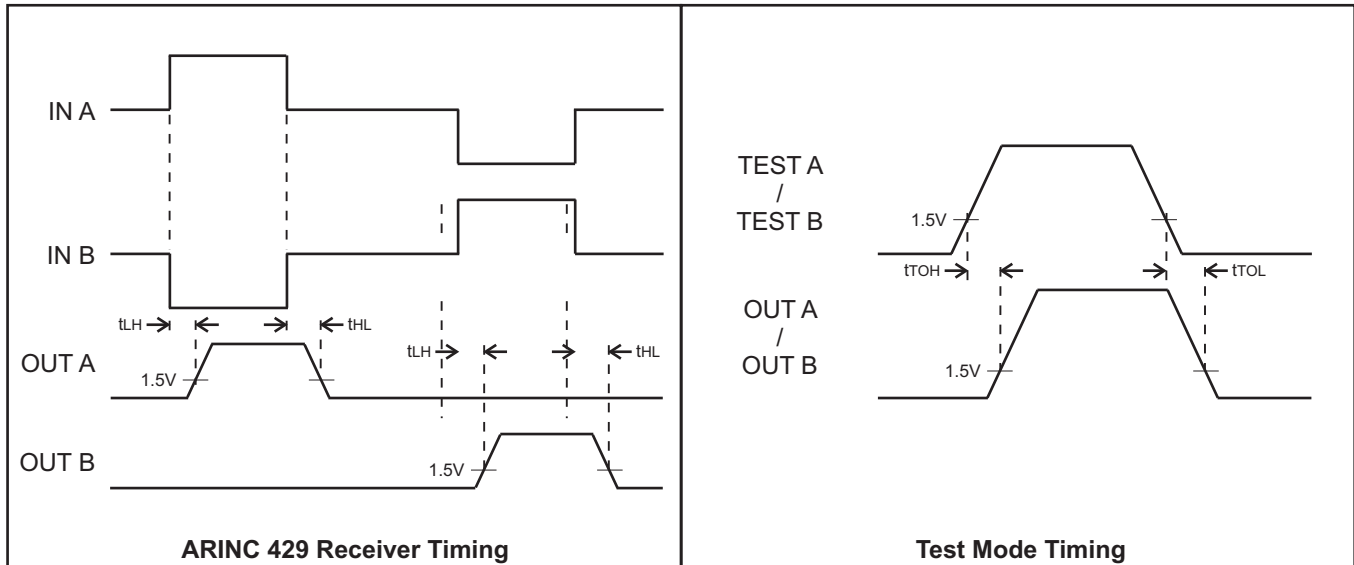 IN A
IN B
tLH
tHL
OUT A
1.5V
tLH
tHL
OUT B
1.5V
ARINC 429 Receiver Timing
TEST A
/
TEST B
1.5V
tTOH
tTOL
OUT A
/
OUT B
1.5V
Test Mode Timing